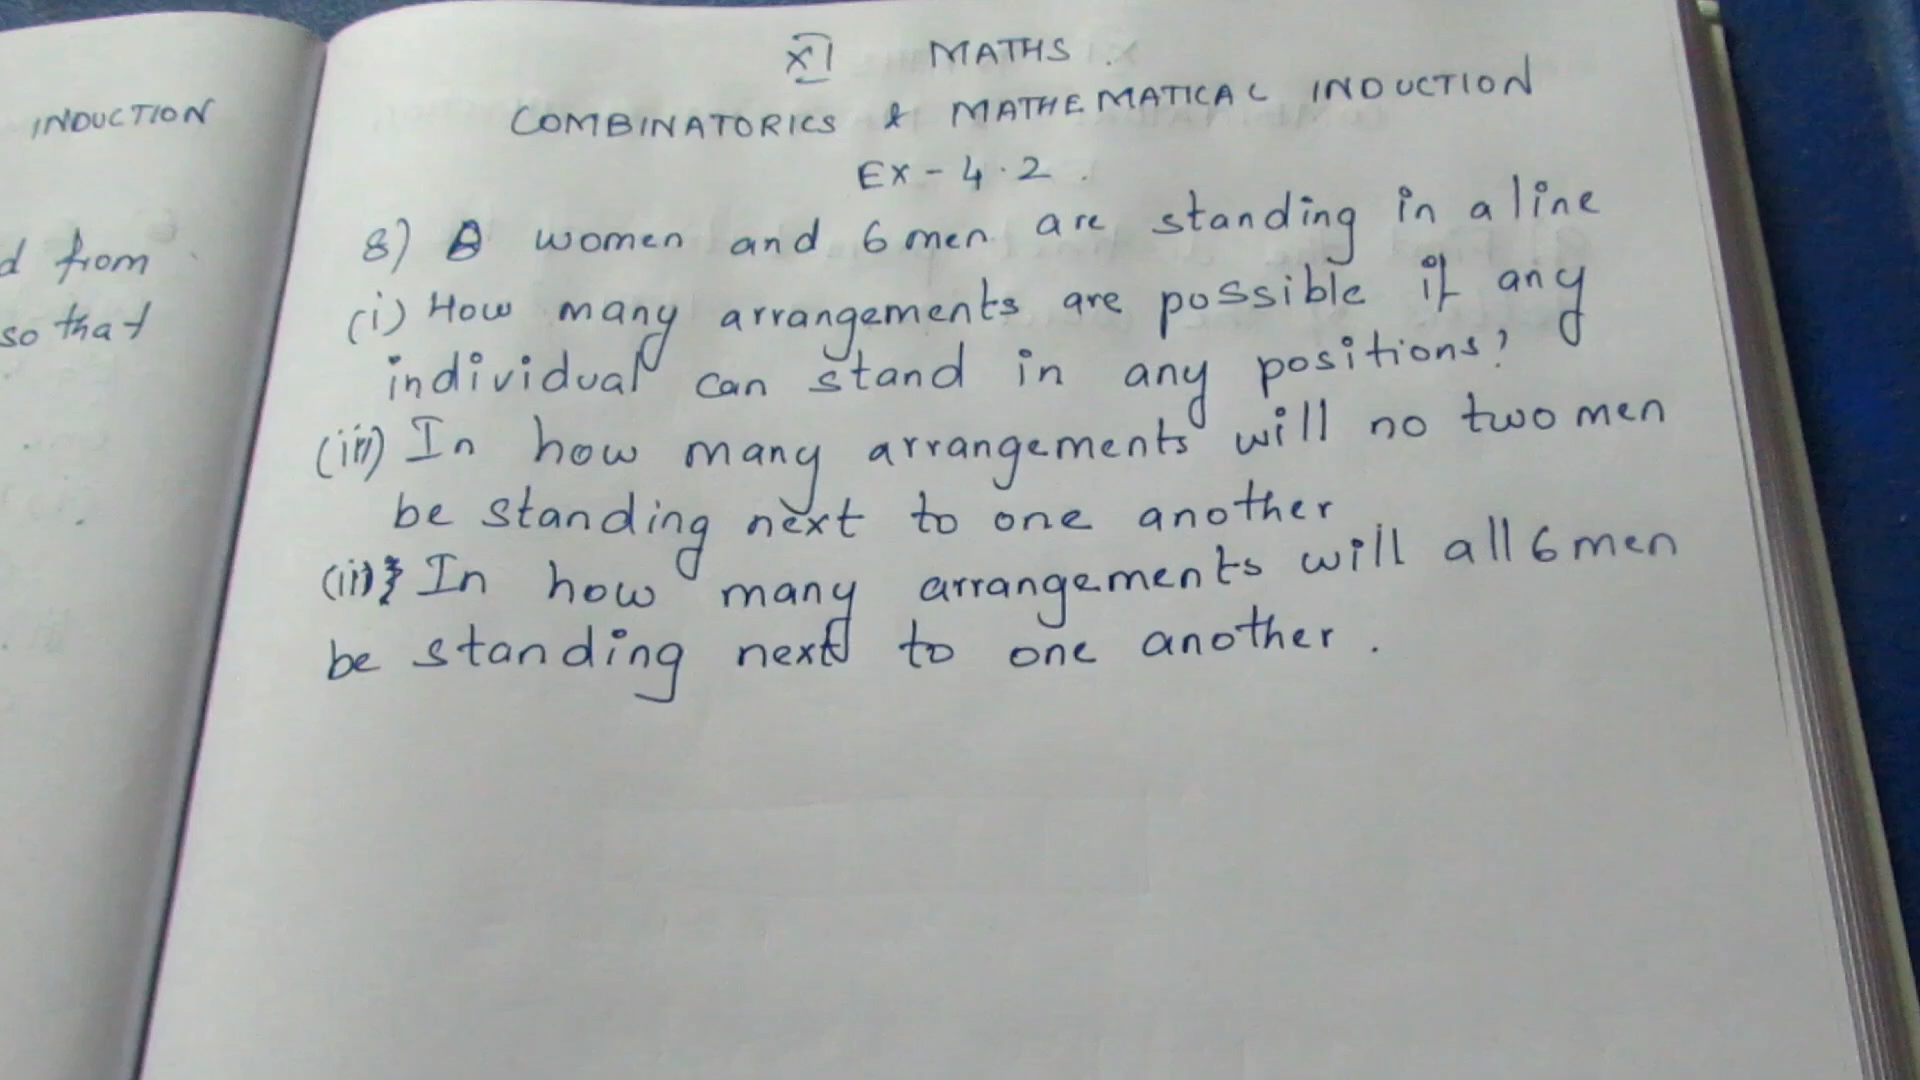 INDUCTION
d from
so that
XI MATHS
COMBINATORICS & MATHEMATICAL INDUCTION
EX - 4.2
8) 8 women and 6 men are standing in a line
(i) How many arrangements are possible if any
individual can stand in any positions?
(iii) In how many arrangements will no two men
be standing next to one another
(ii) In how many arrangements will all 6 men
be standing next to one another.